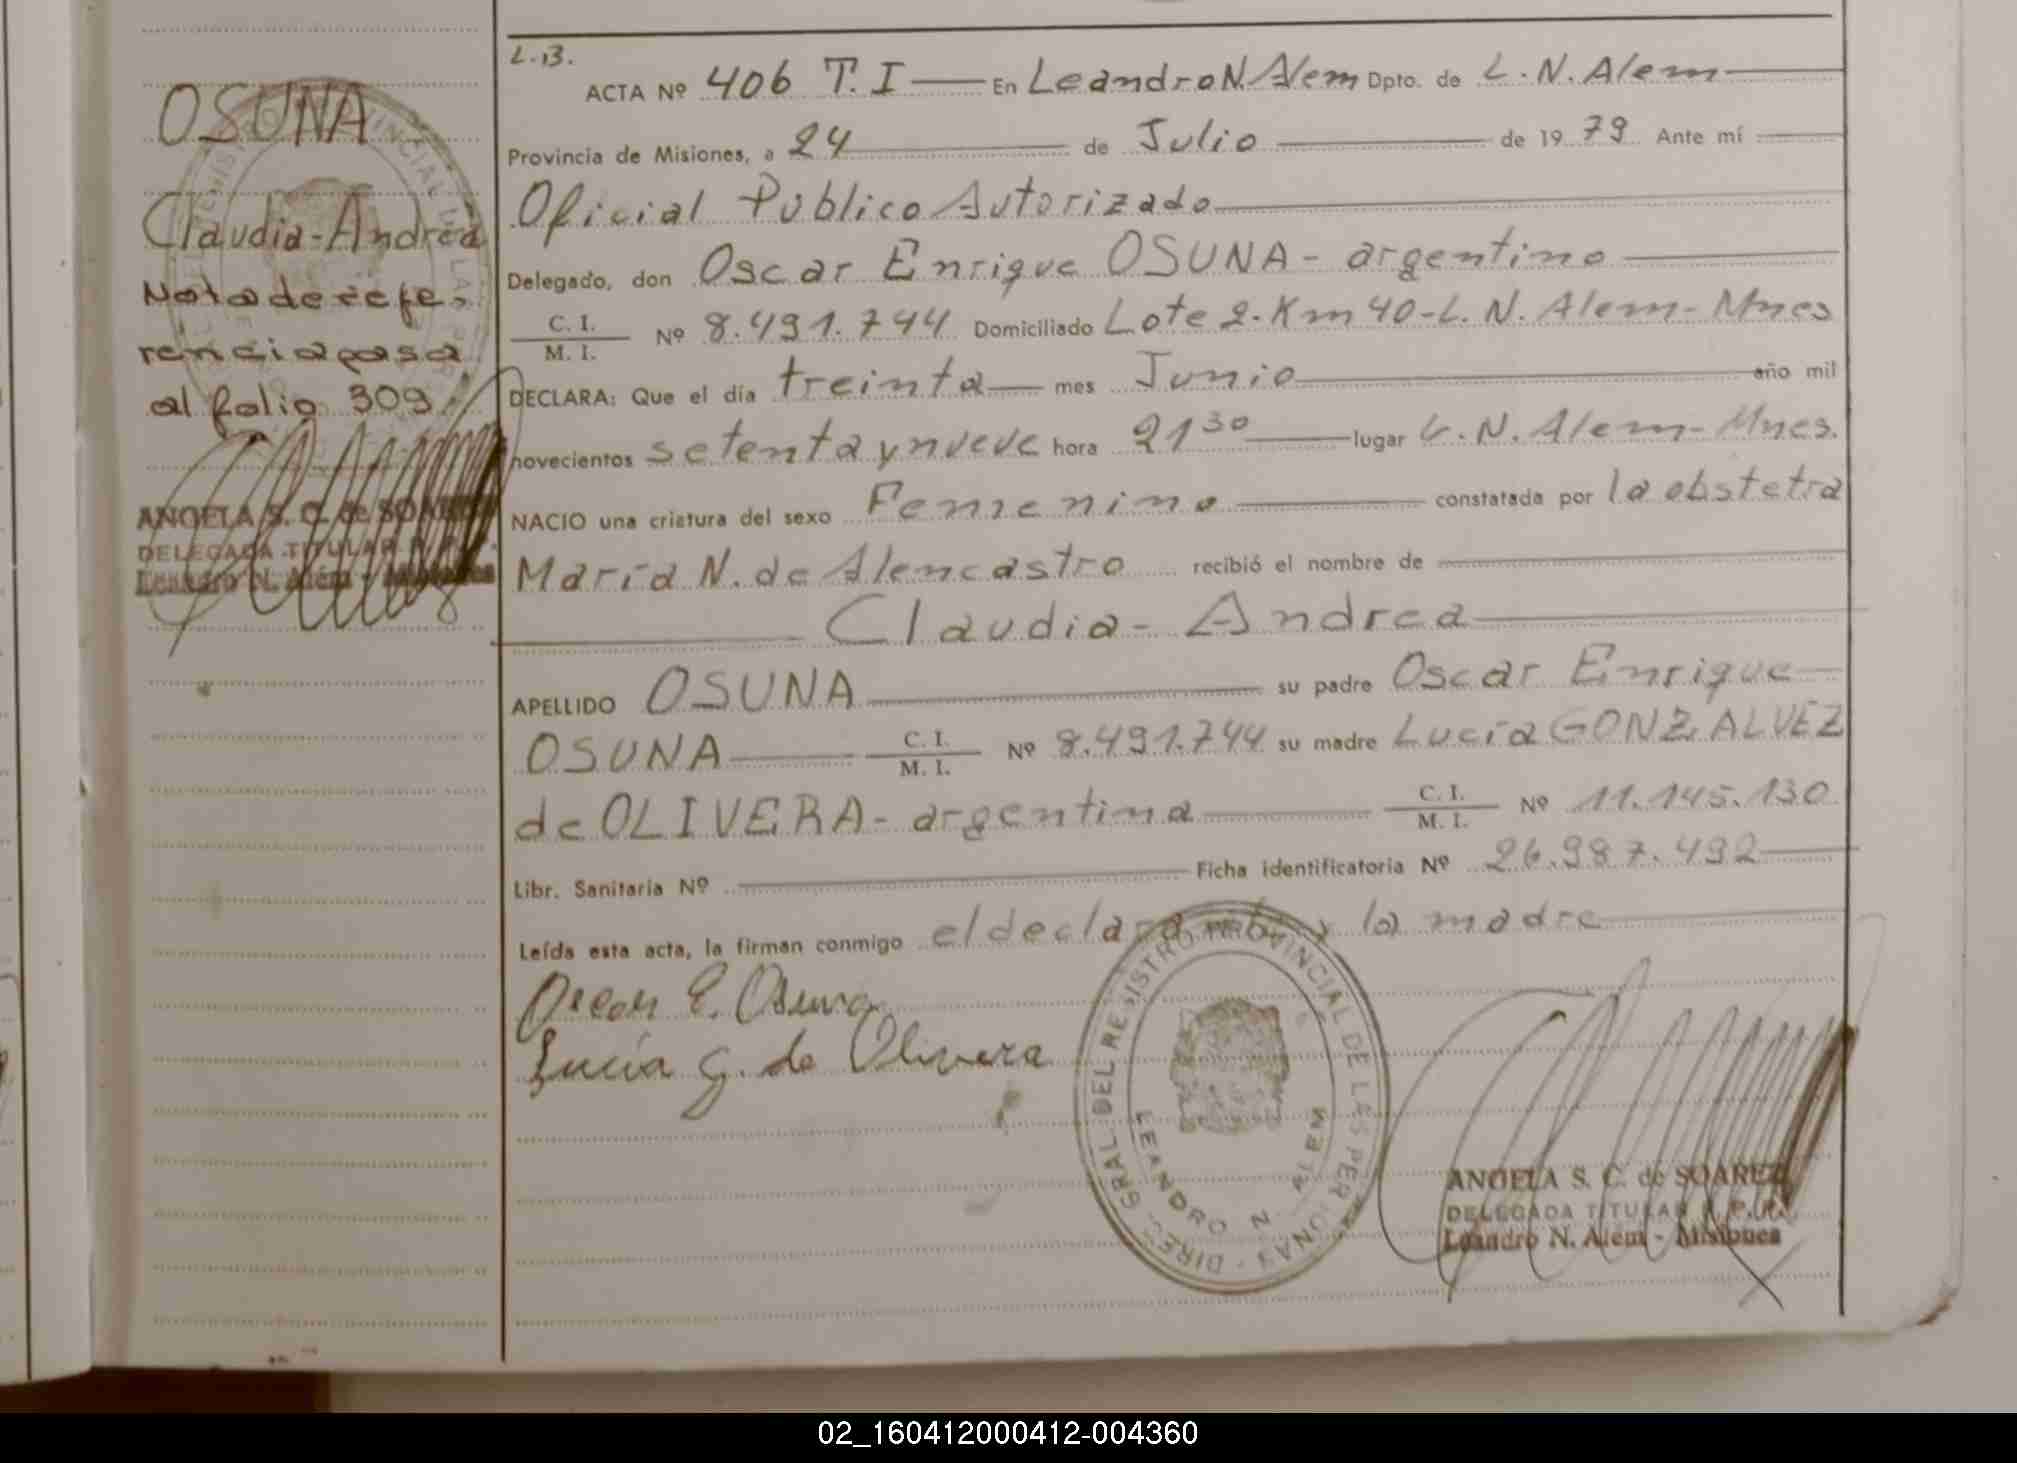 OSUNA
Claudia-Andrea
Nota de refe-
rencia pasa
al folio 309
ANGELA S. C. de SOAREZ
DELEGADA TITULAR R. P. P.
Leandro N. Além - Misiones
L.B.
ACTA Nº 406 T. I — En Leandro N. Alem Dpto. de L. N. Alem
Provincia de Misiones, a 24 de Julio de 1979 Ante mí
Oficial Público Autorizado
Delegado, don Oscar Enrique OSUNA - argentino
C. I. / M. I. Nº 8.491.744 Domiciliado Lote 2. Km 40-L. N. Alem - Mnes
DECLARA: Que el día treinta mes Junio año mil
novecientos setenta y nueve hora 21 30 lugar L. N. Alem - Mnes.
NACIO una criatura del sexo Femenino constatada por la obstetra
María N. de Alencastro recibió el nombre de
Claudia - Andrea
APELLIDO OSUNA su padre Oscar Enrique
OSUNA C. I. / M. I. Nº 8.491.744 su madre Lucía GONZALVEZ
de OLIVERA - argentina C. I. / M. I. Nº 11.145.130
Libr. Sanitaria Nº Ficha identificatoria Nº 26.987.492
Leída esta acta, la firman conmigo el declarante y la madre
Oscar E. Osuna
Lucía G. de Olivera
DIREC. GRAL. DEL REGISTRO PROVINCIAL DE LAS PERSONAS
LEANDRO N. ALEM
ANGELA S. C. de SOAREZ
DELEGADA TITULAR R. P. P.
Leandro N. Além - Misiones
02_160412000412-004360